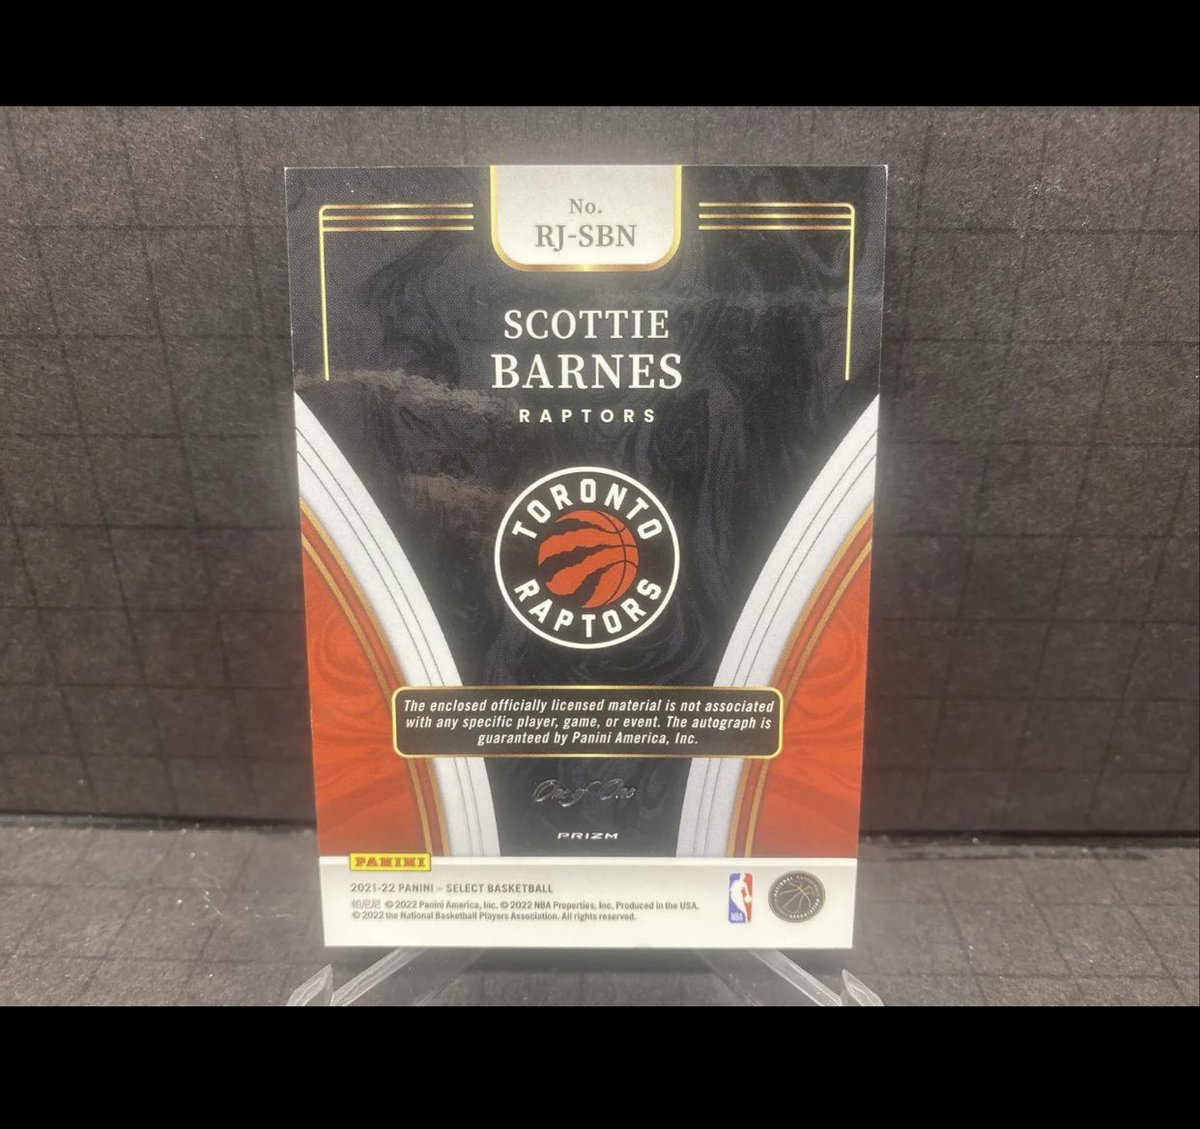 No.
RJ-SBN
SCOTTIE
BARNES
RAPTORS
TORONTO
RAPTORS
The enclosed officially licensed material is not associated
with any specific player, game, or event. The autograph is
guaranteed by Panini America, Inc.
One of One
PRIZM
PANINI
2021-22 PANINI – SELECT BASKETBALL
帕尼尼 © 2022 Panini America, Inc. © 2022 NBA Properties, Inc. Produced in the USA.
© 2022 the National Basketball Players Association. All rights reserved.
NBA